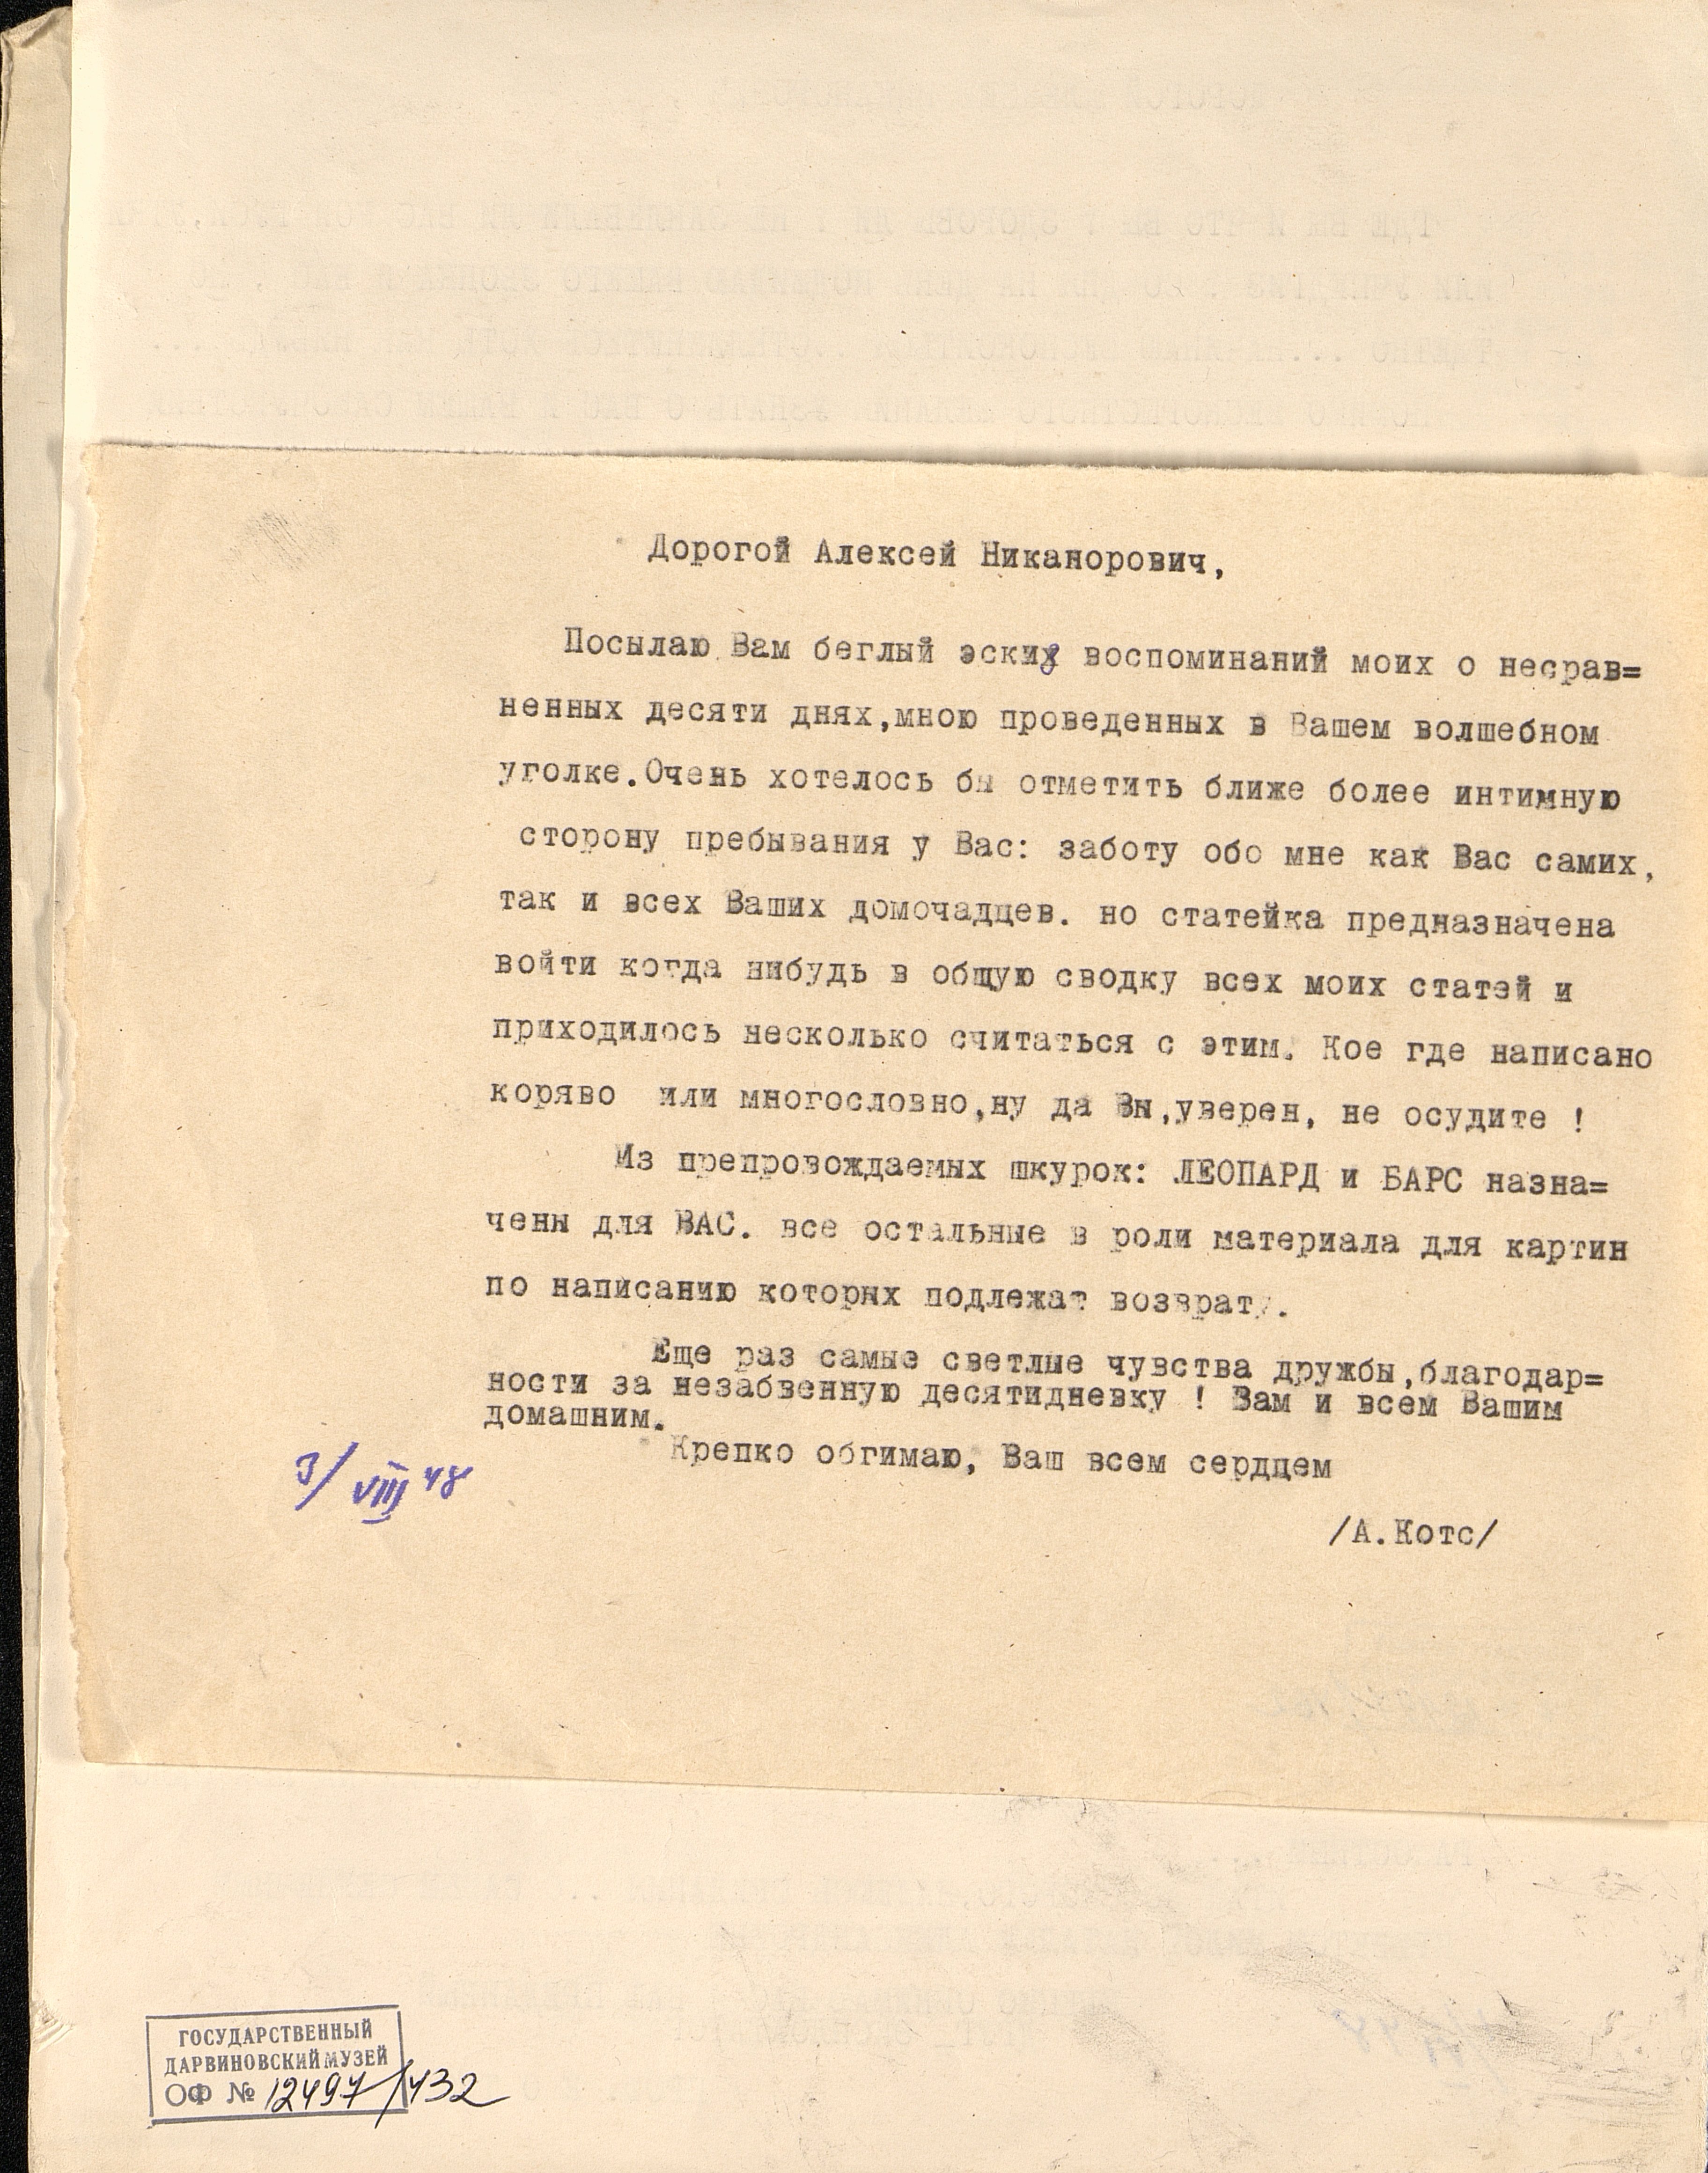 Дорогой Алексей Никанорович,
Посылаю Вам беглый эскиз воспоминаний моих о несрав=
ненных десяти днях,мною проведенных в Вашем волшебном
уголке.Очень хотелось бы отметить ближе более интимную
сторону пребывания у Вас: заботу обо мне как Вас самих,
так и всех Ваших домочадцев. но статейка предназначена
войти когда нибудь в общую сводку всех моих статей и
приходилось несколько считаться с этим. Кое где написано
коряво или многословно,ну да Вы,уверен, не осудите !
Из препровождаемых шкурок: ЛЕОПАРД и БАРС назна=
чены для ВАС. все остальные в роли материала для картин
по написанию которых подлежат возврату.
Еще раз самые светлые чувства дружбы,благодар=
ности за незабвенную десятидневку ! Вам и всем Вашим
домашним.
Крепко обгимаю, Ваш всем сердцем
3/VIII 48
/А.Котс/
ГОСУДАРСТВЕННЫЙ
ДАРВИНОВСКИЙ МУЗЕЙ
ОФ № 12497/432